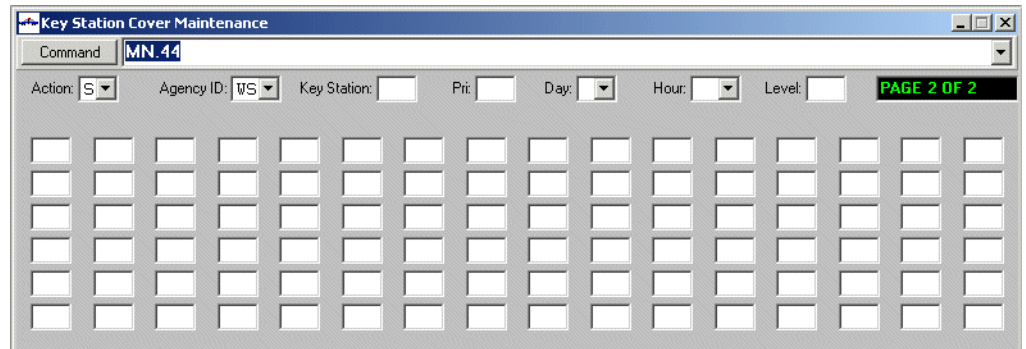 Key Station Cover Maintenance
Command MN.44
Action: S Agency ID: WS Key Station: Pri: Day: Hour: Level: PAGE 2 OF 2